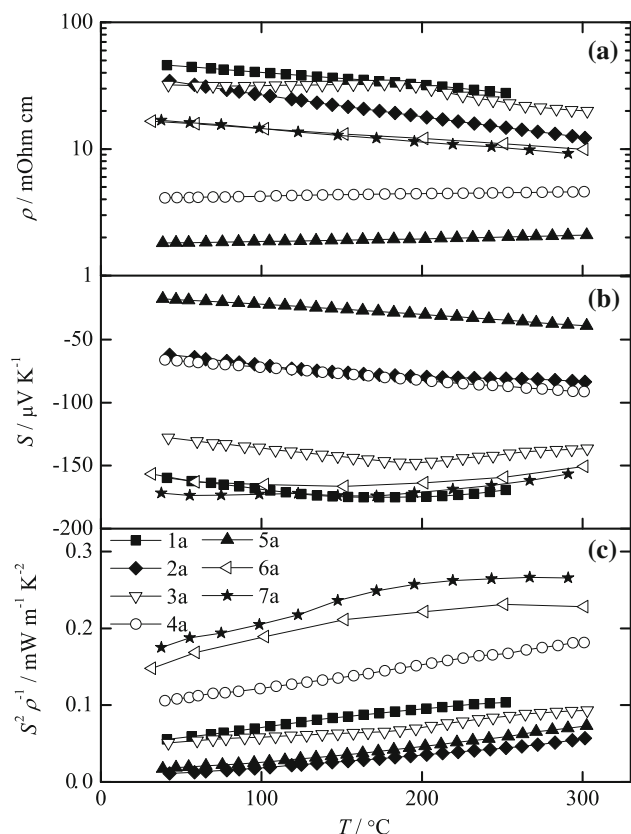 100
(a)
ρ / mOhm cm
10
1
(b)
S / μV K⁻¹
-50
-100
-150
-200
1a 5a
2a 6a
3a 7a
4a
(c)
S² ρ⁻¹ / mW m⁻¹ K⁻²
0.3
0.2
0.1
0.0
0 100 200 300
T / °C